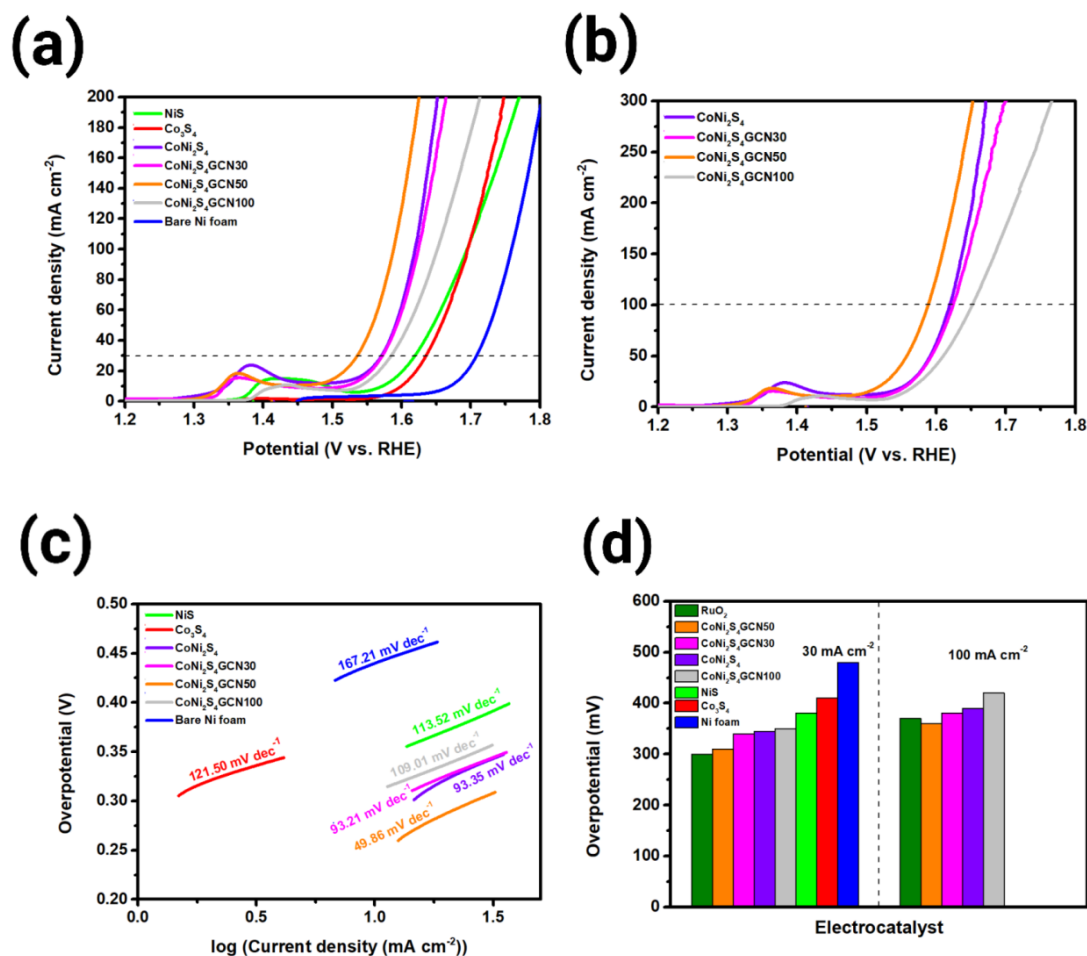 (a)
200
180
160
140
120
100
80
60
40
20
0
NiS
Co₃S₄
CoNi₂S₄
CoNi₂S₄GCN30
CoNi₂S₄GCN50
CoNi₂S₄GCN100
Bare Ni foam
Current density (mA cm⁻²)
1.2 1.3 1.4 1.5 1.6 1.7 1.8
Potential (V vs. RHE)
(b)
300
250
200
150
100
50
0
CoNi₂S₄
CoNi₂S₄GCN30
CoNi₂S₄GCN50
CoNi₂S₄GCN100
Current density (mA cm⁻²)
1.2 1.3 1.4 1.5 1.6 1.7 1.8
Potential (V vs. RHE)
(c)
0.50
0.45
0.40
0.35
0.30
0.25
0.20
NiS
Co₃S₄
CoNi₂S₄
CoNi₂S₄GCN30
CoNi₂S₄GCN50
CoNi₂S₄GCN100
Bare Ni foam
167.21 mV dec⁻¹
113.52 mV dec⁻¹
121.50 mV dec⁻¹
109.01 mV dec⁻¹
93.35 mV dec⁻¹
93.21 mV dec⁻¹
49.86 mV dec⁻¹
Overpotential (V)
0.0 0.5 1.0 1.5
log (Current density (mA cm⁻²))
(d)
600
500
400
300
200
100
0
RuO₂
CoNi₂S₄GCN50
CoNi₂S₄GCN30
CoNi₂S₄
CoNi₂S₄GCN100
NiS
Co₃S₄
Ni foam
30 mA cm⁻²
100 mA cm⁻²
Overpotential (mV)
Electrocatalyst